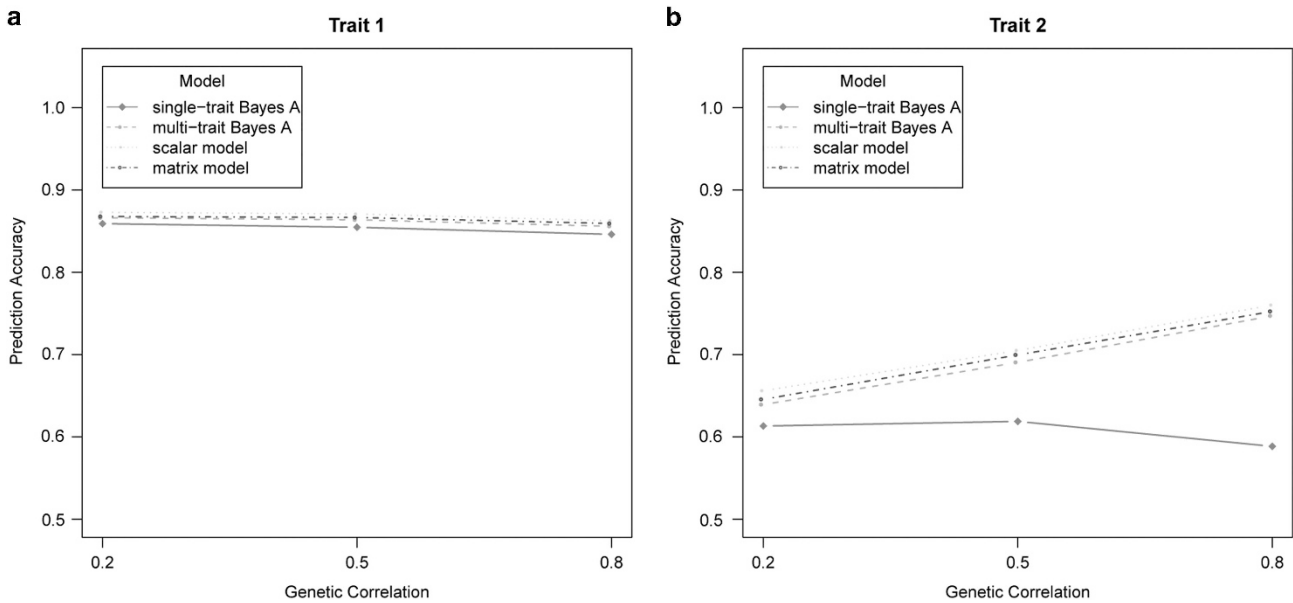 a
Trait 1
Model
single-trait Bayes A
multi-trait Bayes A
scalar model
matrix model
1.0
0.9
0.8
0.7
0.6
0.5
Prediction Accuracy
0.2
0.5
0.8
Genetic Correlation
b
Trait 2
Model
single-trait Bayes A
multi-trait Bayes A
scalar model
matrix model
1.0
0.9
0.8
0.7
0.6
0.5
Prediction Accuracy
0.2
0.5
0.8
Genetic Correlation